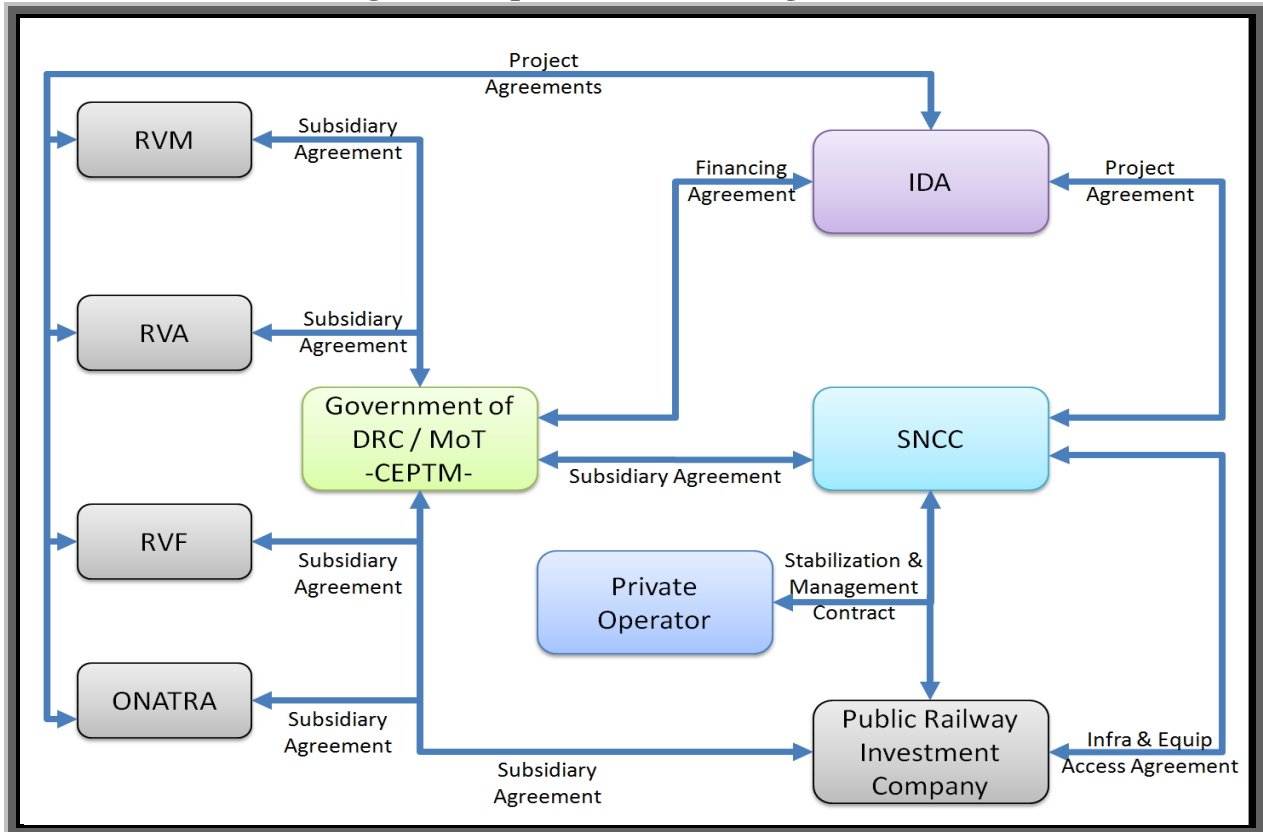 Project
Agreements
RVM
Subsidiary
Agreement
IDA
Financing
Agreement
Project
Agreement
RVA
Subsidiary
Agreement
Government of
DRC / MoT
-CEPTM-
SNCC
Subsidiary Agreement
RVF
Subsidiary
Agreement
Private
Operator
Stabilization &
Management
Contract
ONATRA
Subsidiary
Agreement
Public Railway
Investment
Company
Infra & Equip
Access Agreement
Subsidiary
Agreement